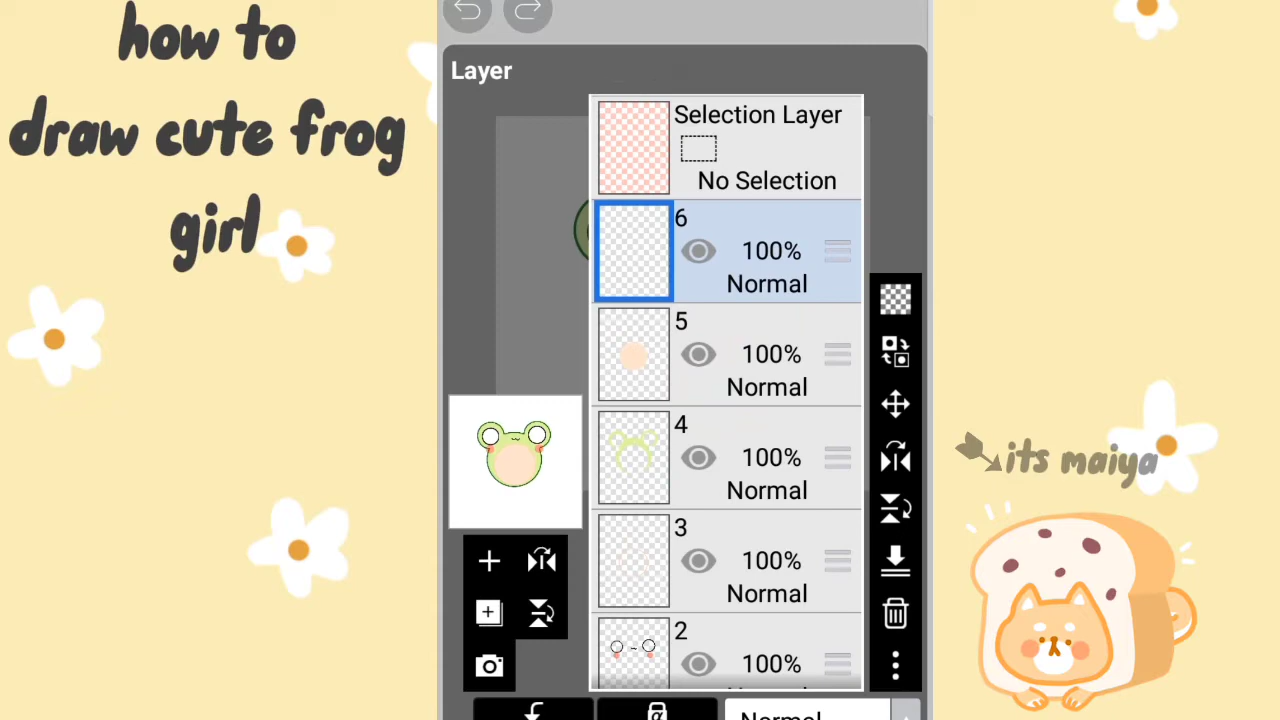 how to
draw cute frog
girl
Layer
Selection Layer
No Selection
6
100%
Normal
5
100%
Normal
4
100%
Normal
3
100%
Normal
2
100%
Normal
its maiya